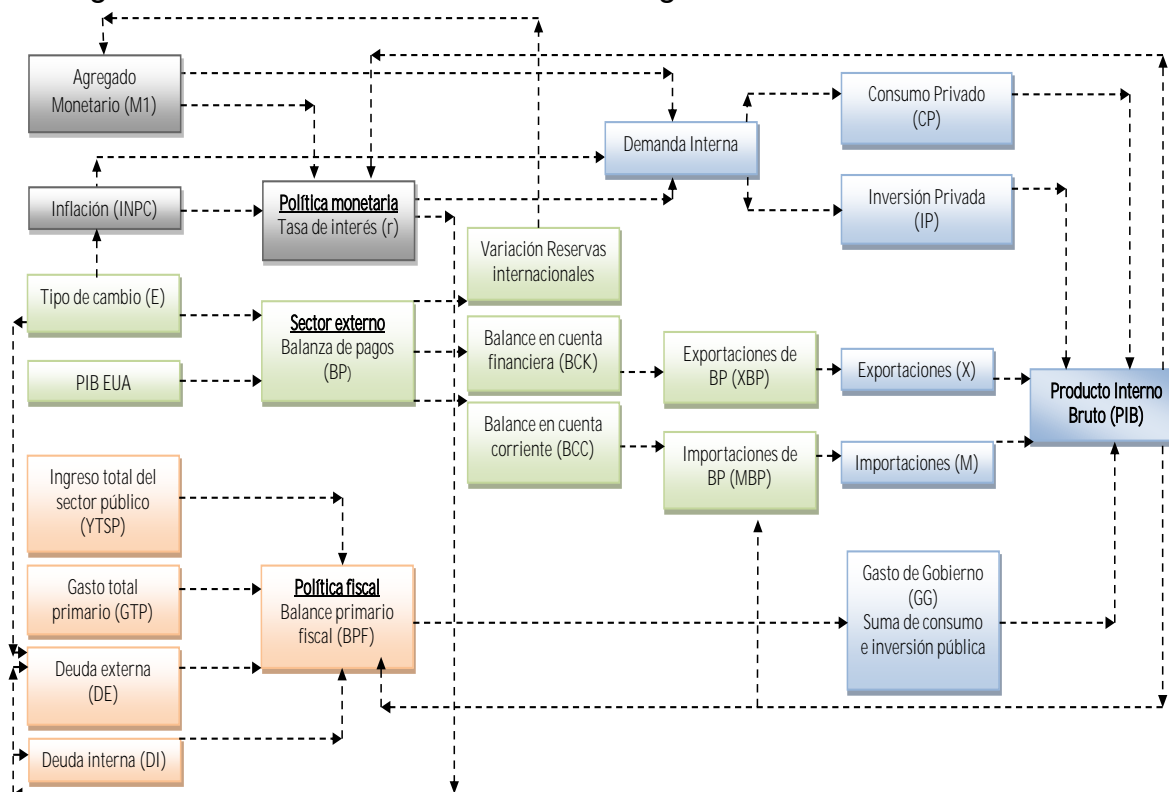 Agregado
Monetario (M1)
Consumo Privado
(CP)
Demanda Interna
Inflación (INPC)
Política monetaria
Tasa de interés (r)
Inversión Privada
(IP)
Variación Reservas
internacionales
Tipo de cambio (E)
Sector externo
Balanza de pagos
(BP)
Balance en cuenta
financiera (BCK)
Exportaciones de
BP (XBP)
Exportaciones (X)
PIB EUA
Producto Interno
Bruto (PIB)
Balance en cuenta
corriente (BCC)
Importaciones de
BP (MBP)
Importaciones (M)
Ingreso total del
sector público
(YTSP)
Gasto total
primario (GTP)
Política fiscal
Balance primario
fiscal (BPF)
Gasto de Gobierno
(GG)
Suma de consumo
e inversión pública
Deuda externa
(DE)
Deuda interna (DI)